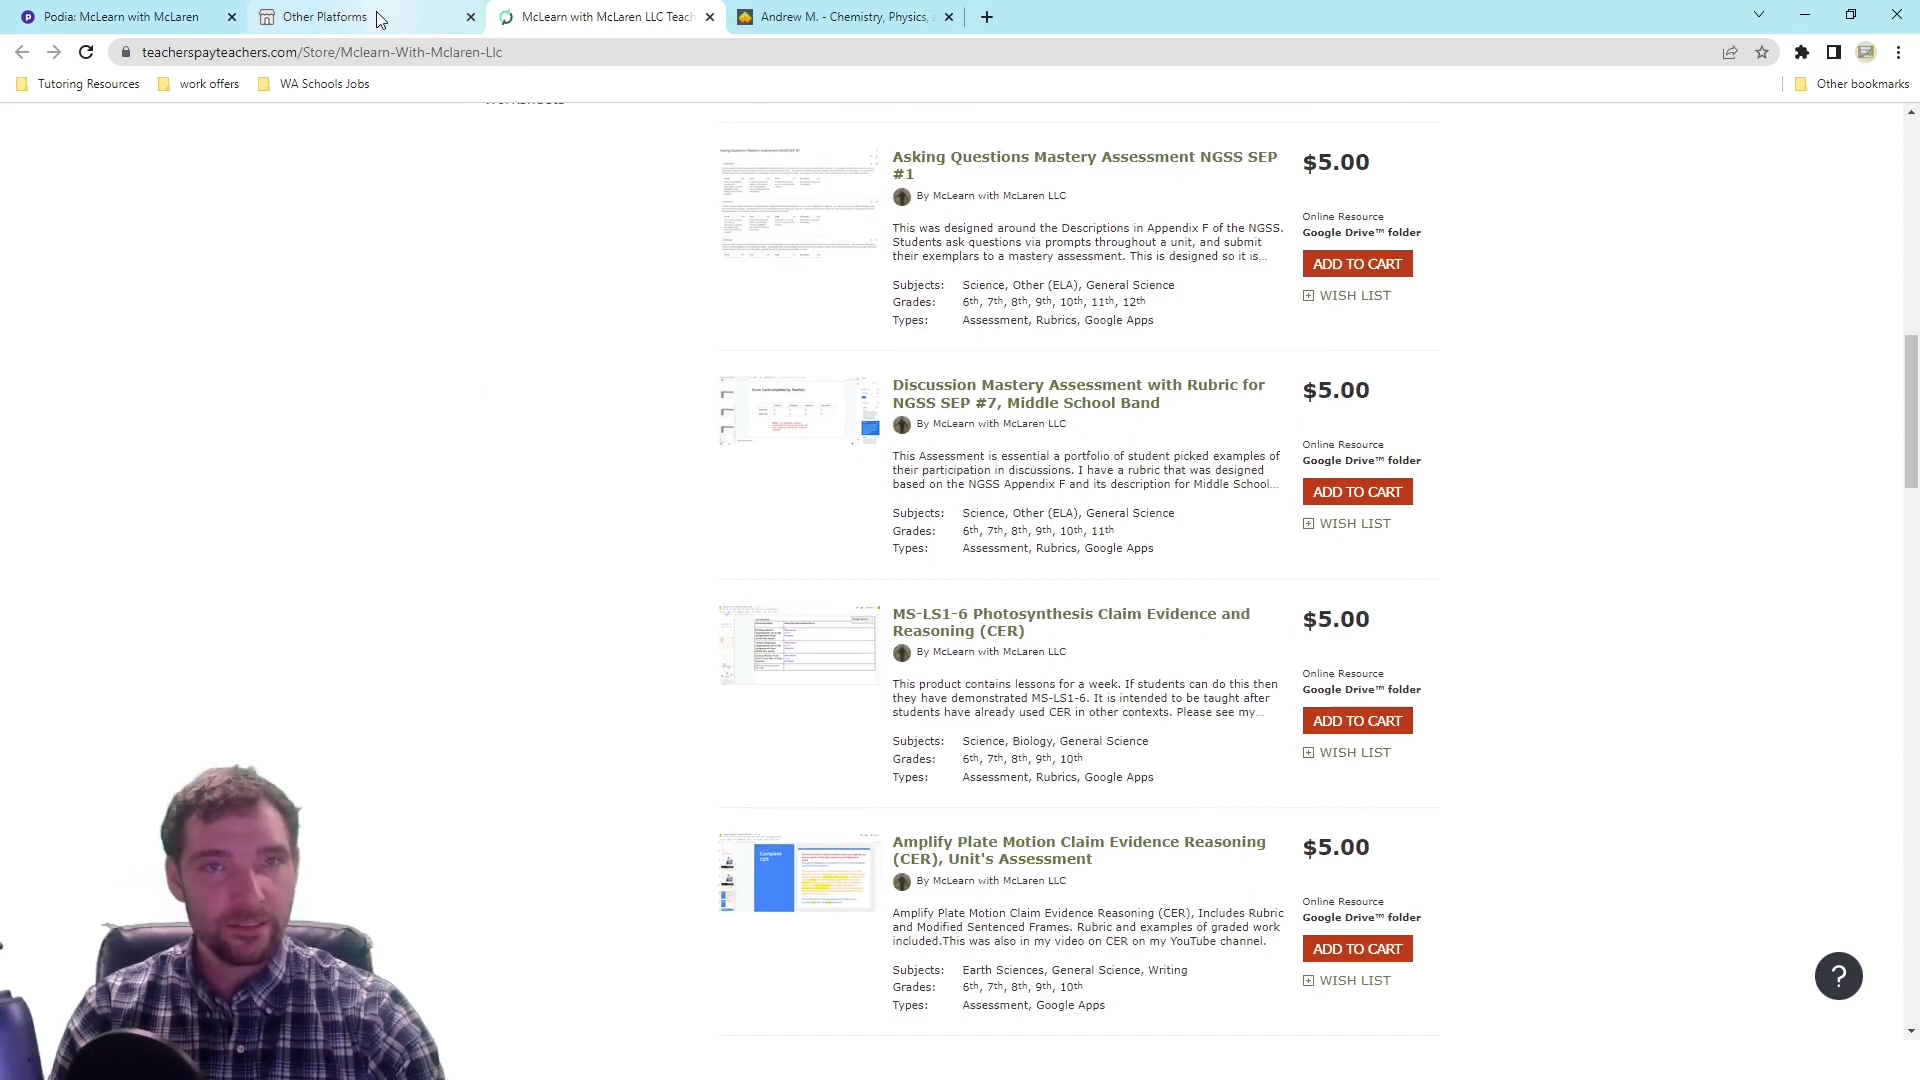 Podia: McLearn with McLaren
Other Platforms
McLearn with McLaren LLC Teach
Andrew M. - Chemistry, Physics,
teacherspayteachers.com/Store/Mclearn-With-Mclaren-Llc
Tutoring Resources
work offers
WA Schools Jobs
Other bookmarks
Asking Questions Mastery Assessment NGSS SEP
#1
By McLearn with McLaren LLC
This was designed around the Descriptions in Appendix F of the NGSS.
Students ask questions via prompts throughout a unit, and submit
their exemplars to a mastery assessment. This is designed so it is...
Subjects: Science, Other (ELA), General Science
Grades: 6th, 7th, 8th, 9th, 10th, 11th, 12th
Types: Assessment, Rubrics, Google Apps
$5.00
Online Resource
Google Drive™ folder
ADD TO CART
WISH LIST
Discussion Mastery Assessment with Rubric for
NGSS SEP #7, Middle School Band
By McLearn with McLaren LLC
This Assessment is essential a portfolio of student picked examples of
their participation in discussions. I have a rubric that was designed
based on the NGSS Appendix F and its description for Middle School...
Subjects: Science, Other (ELA), General Science
Grades: 6th, 7th, 8th, 9th, 10th, 11th
Types: Assessment, Rubrics, Google Apps
$5.00
Online Resource
Google Drive™ folder
ADD TO CART
WISH LIST
MS-LS1-6 Photosynthesis Claim Evidence and
Reasoning (CER)
By McLearn with McLaren LLC
This product contains lessons for a week. If students can do this then
they have demonstrated MS-LS1-6. It is intended to be taught after
students have already used CER in other contexts. Please see my...
Subjects: Science, Biology, General Science
Grades: 6th, 7th, 8th, 9th, 10th
Types: Assessment, Rubrics, Google Apps
$5.00
Online Resource
Google Drive™ folder
ADD TO CART
WISH LIST
Complete
CER
Amplify Plate Motion Claim Evidence Reasoning
(CER), Unit's Assessment
By McLearn with McLaren LLC
Amplify Plate Motion Claim Evidence Reasoning (CER), Includes Rubric
and Modified Sentenced Frames. Rubric and examples of graded work
included.This was also in my video on CER on my YouTube channel.
Subjects: Earth Sciences, General Science, Writing
Grades: 6th, 7th, 8th, 9th, 10th
Types: Assessment, Google Apps
$5.00
Online Resource
Google Drive™ folder
ADD TO CART
WISH LIST
?